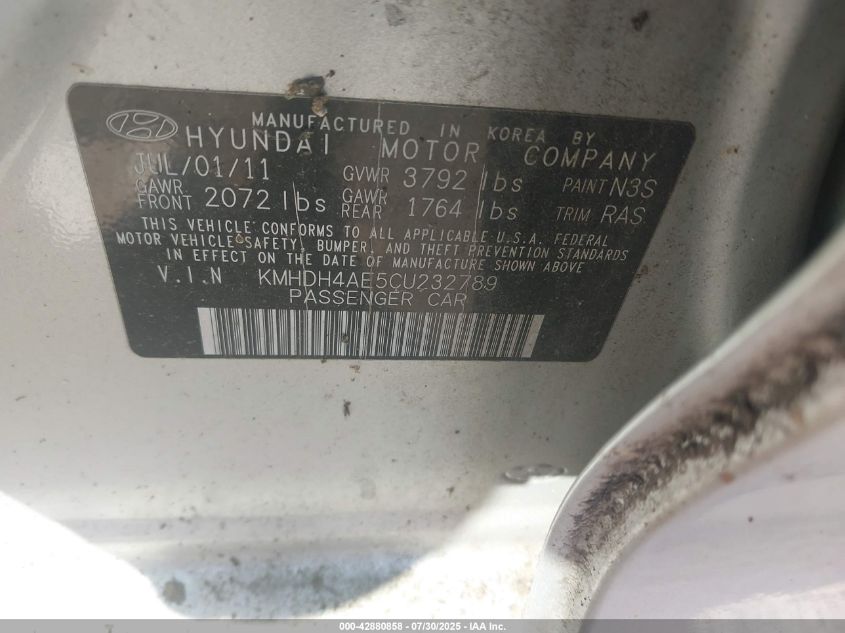 MANUFACTURED IN KOREA BY
HYUNDAI MOTOR COMPANY
JUL/01/11 GVWR 3792 lbs PAINT N3S
GAWR FRONT 2072 lbs GAWR REAR 1764 lbs TRIM RAS
THIS VEHICLE CONFORMS TO ALL APPLICABLE U.S.A. FEDERAL
MOTOR VEHICLE SAFETY, BUMPER, AND THEFT PREVENTION STANDARDS
IN EFFECT ON THE DATE OF MANUFACTURE SHOWN ABOVE
V.I.N KMHDH4AE5CU232789
PASSENGER CAR
000-42880858 - 07/30/2025 - IAA Inc.